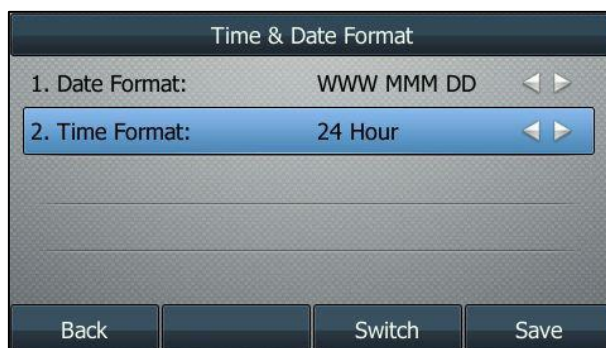 Time & Date Format
1. Date Format: WWW MMM DD
2. Time Format: 24 Hour
Back Switch Save